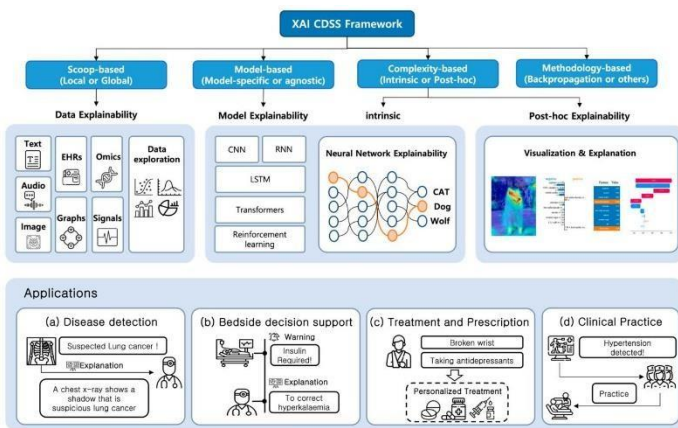 XAI CDSS Framework
Scoop-based
(Local or Global)
Model-based
(Model-specific or agnostic)
Complexity-based
(Intrinsic or Post-hoc)
Methodology-based
(Backpropagation or others)
Data Explainability
Model Explainability
intrinsic
Post-hoc Explainability
Text
EHRs
Omics
Data
exploration
Audio
Image
Graphs
Signals
CNN
RNN
LSTM
Transformers
Reinforcement
learning
Neural Network Explainability
CAT
Dog
Wolf
Visualization & Explanation
Applications
(a) Disease detection
Suspected Lung cancer !
Explanation
A chest x-ray shows a
shadow that is
suspicious lung cancer
(b) Bedside decision support
Warning
Insulin
Required!
Explanation
To correct
hyperkalaemia
(c) Treatment and Prescription
Broken wrist
Taking antidepressants
Personalized Treatment
(d) Clinical Practice
Hypertension
detected!
Practice